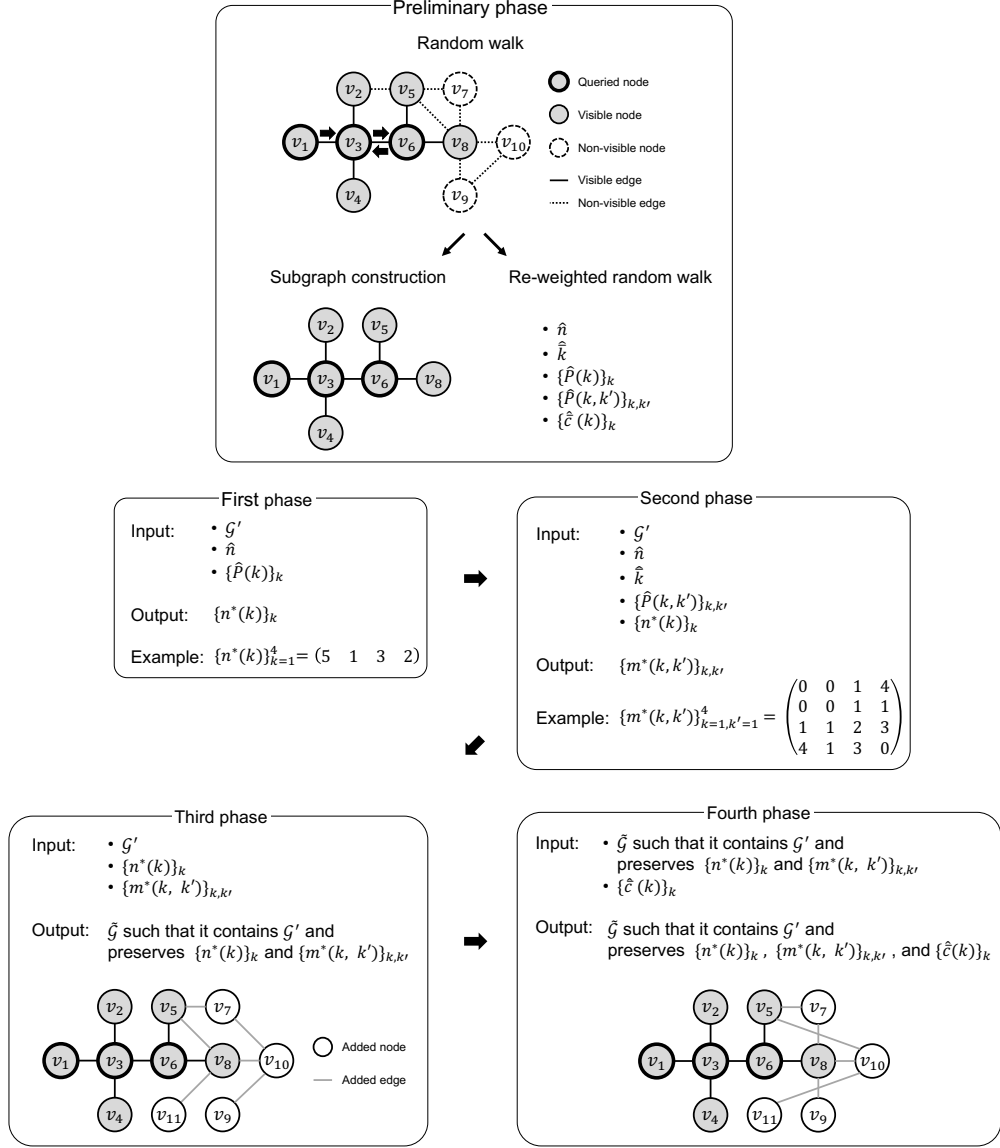 Preliminary phase
Random walk
v₂ v₅ v₇
v₁ v₃ v₆ v₈ v₁₀
v₄ v₉
Queried node
Visible node
Non-visible node
Visible edge
Non-visible edge
Subgraph construction
v₂ v₅
v₁ v₃ v₆ v₈
v₄
Re-weighted random walk
• n̂
• k̄̂
• {P̂(k)}ₖ
• {P̂(k, k′)}ₖ,ₖ′
• {c̄̂ (k)}ₖ
First phase
Input: • 𝒢′
• n̂
• {P̂(k)}ₖ
Output: {n*(k)}ₖ
Example: {n*(k)}⁴ₖ₌₁ = (5 1 3 2)
Second phase
Input: • 𝒢′
• n̂
• k̄̂
• {P̂(k, k′)}ₖ,ₖ′
• {n*(k)}ₖ
Output: {m*(k, k′)}ₖ,ₖ′
Example: {m*(k, k′)}⁴ₖ₌₁,ₖ′₌₁ =
0 0 1 4
0 0 1 1
1 1 2 3
4 1 3 0
Third phase
Input: • 𝒢′
• {n*(k)}ₖ
• {m*(k, k′)}ₖ,ₖ′
Output: 𝒢̃ such that it contains 𝒢′ and
preserves {n*(k)}ₖ and {m*(k, k′)}ₖ,ₖ′
v₂ v₅ v₇
v₁ v₃ v₆ v₈ v₁₀
v₄ v₁₁ v₉
Added node
Added edge
Fourth phase
Input: • 𝒢̃ such that it contains 𝒢′ and
preserves {n*(k)}ₖ and {m*(k, k′)}ₖ,ₖ′
• {c̄̂ (k)}ₖ
Output: 𝒢̃ such that it contains 𝒢′ and
preserves {n*(k)}ₖ , {m*(k, k′)}ₖ,ₖ′ , and {c̄̂(k)}ₖ
v₂ v₅ v₇
v₁ v₃ v₆ v₈ v₁₀
v₄ v₁₁ v₉